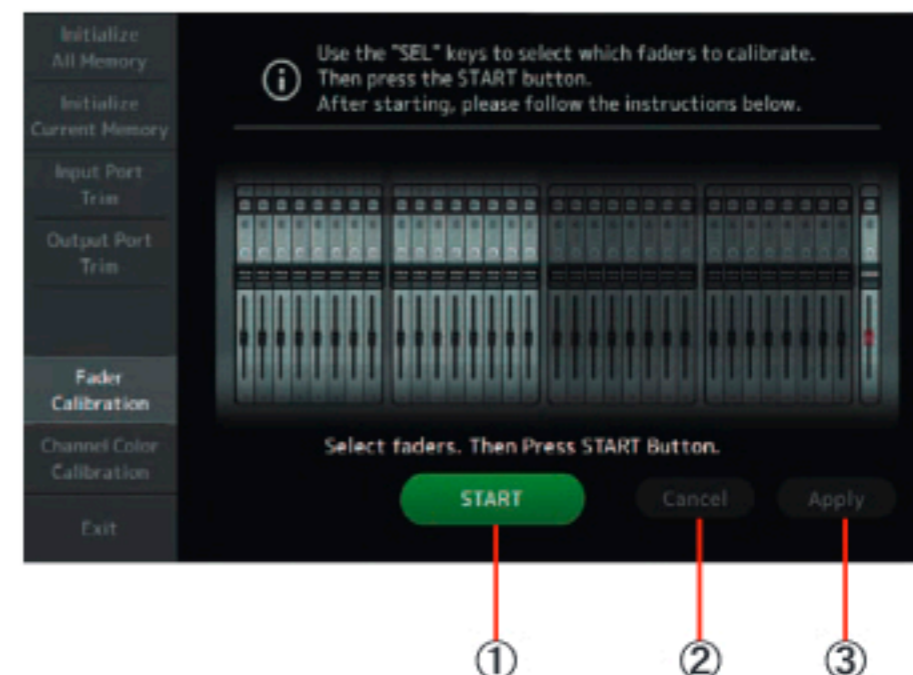 Initialize
All Memory
Initialize
Current Memory
Input Port
Trim
Output Port
Trim
Fader
Calibration
Channel Color
Calibration
Exit
Use the "SEL" keys to select which faders to calibrate.
Then press the START button.
After starting, please follow the instructions below.
Select faders. Then Press START Button.
START
Cancel
Apply
①
②
③